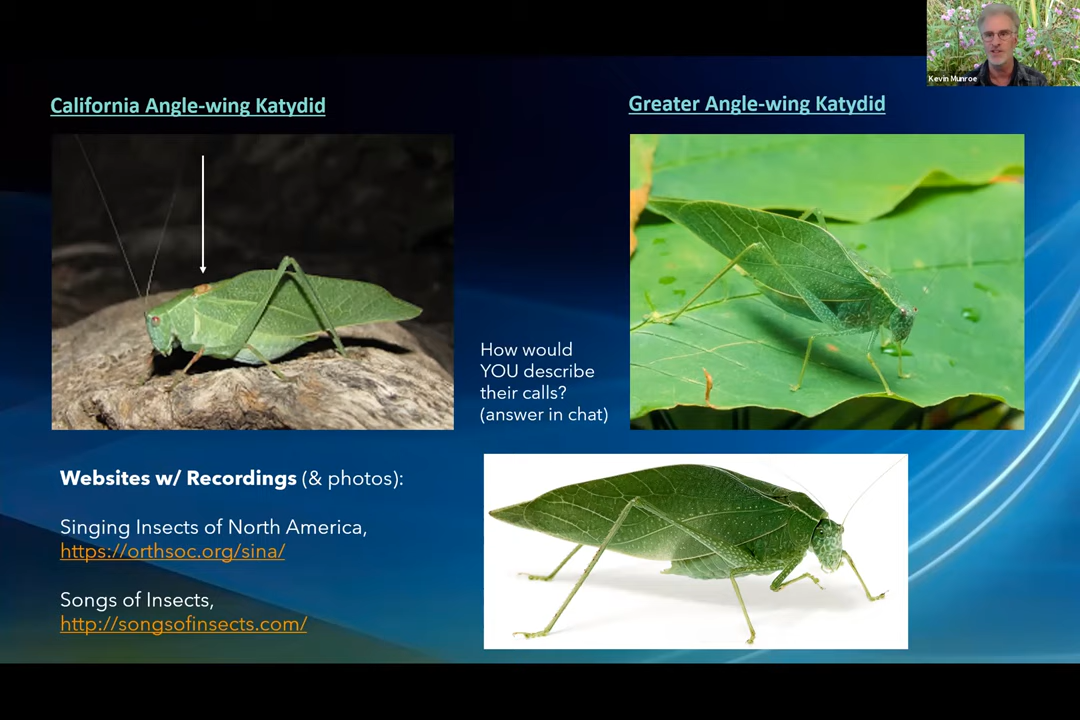 Kevin Munroe
California Angle-wing Katydid
Greater Angle-wing Katydid
How would
YOU describe
their calls?
(answer in chat)
Websites w/ Recordings (& photos):
Singing Insects of North America,
https://orthsoc.org/sina/
Songs of Insects,
http://songsofinsects.com/